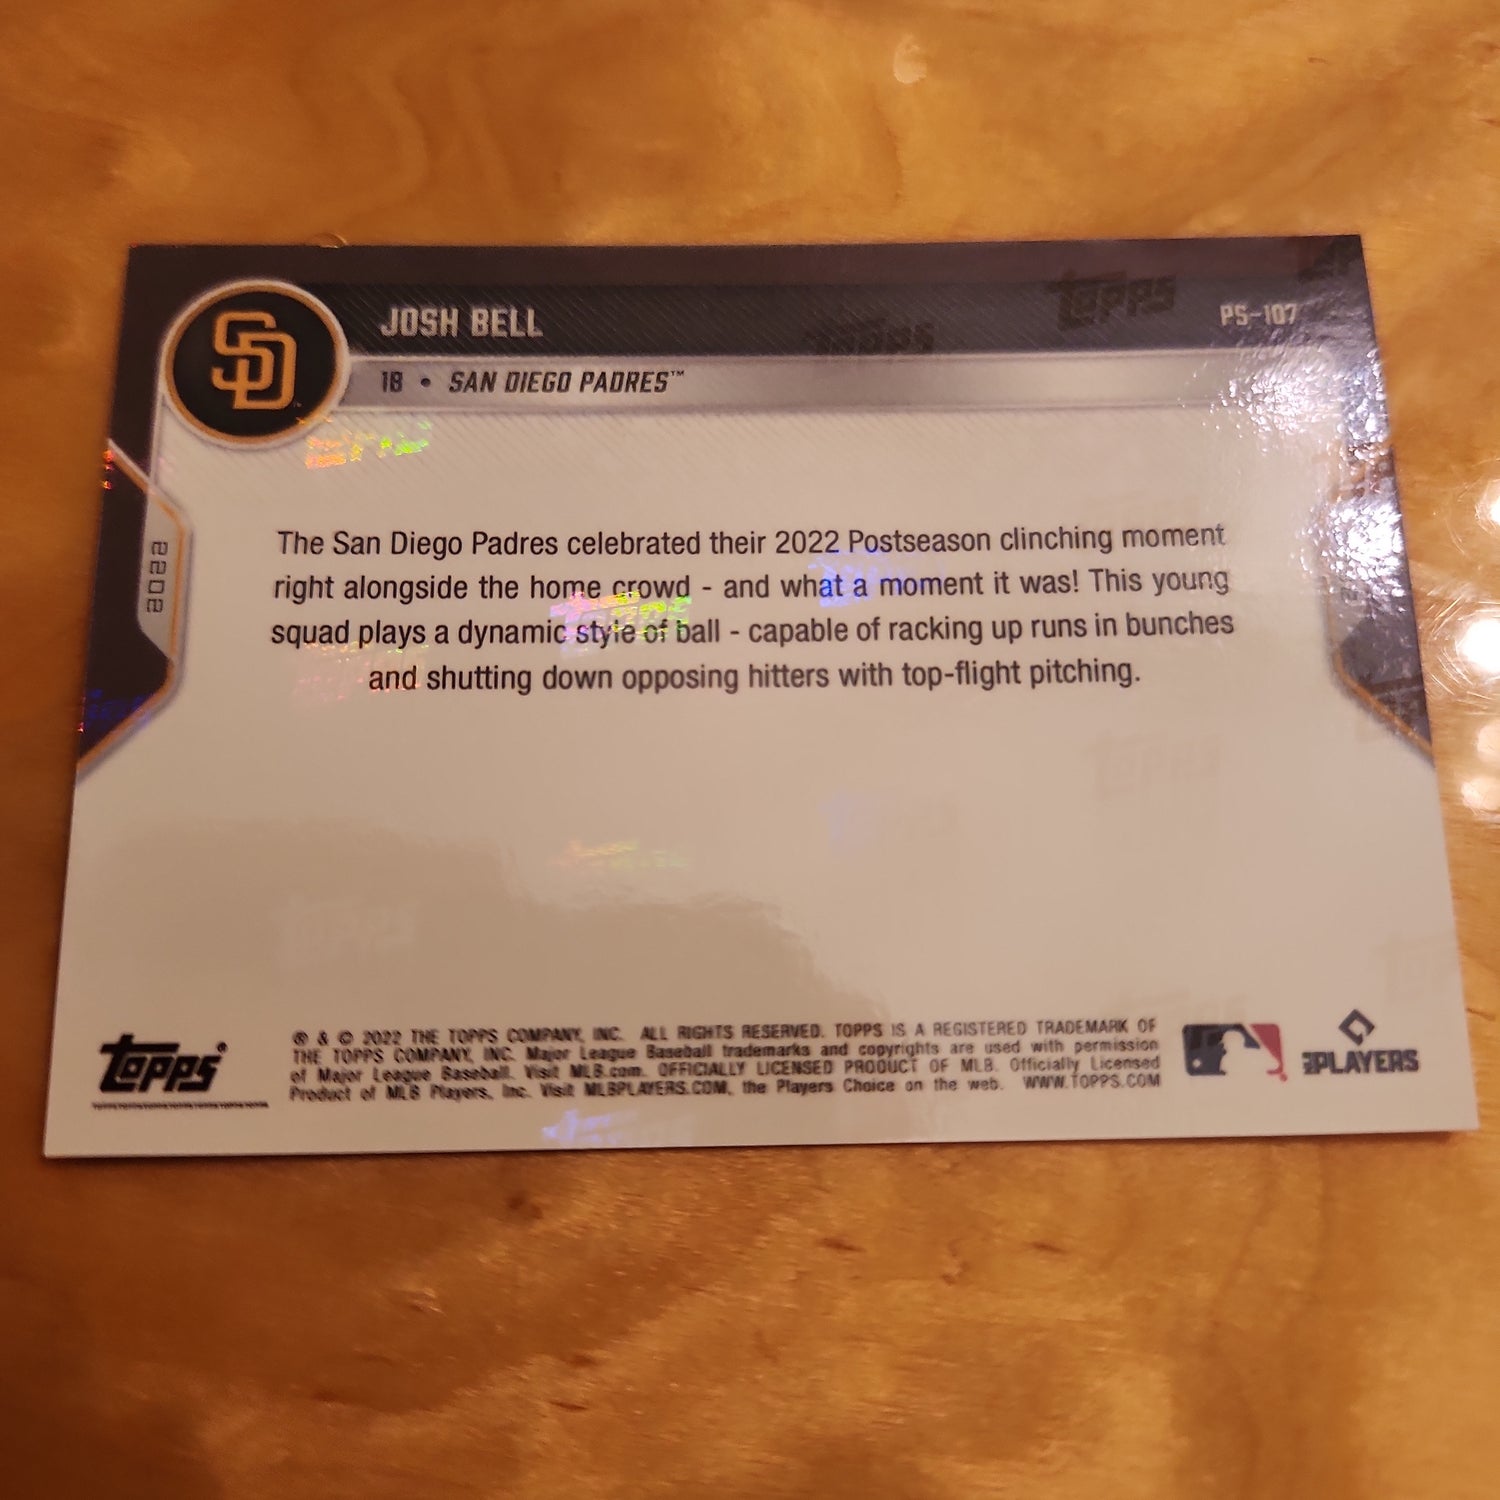 SD
JOSH BELL
PS-107
1B • SAN DIEGO PADRES™
2022
The San Diego Padres celebrated their 2022 Postseason clinching moment
right alongside the home crowd - and what a moment it was! This young
squad plays a dynamic style of ball - capable of racking up runs in bunches
and shutting down opposing hitters with top-flight pitching.
topps®
® & © 2022 THE TOPPS COMPANY, INC. ALL RIGHTS RESERVED. TOPPS IS A REGISTERED TRADEMARK OF
THE TOPPS COMPANY, INC. Major League Baseball trademarks and copyrights are used with permission
of Major League Baseball. Visit MLB.com. OFFICIALLY LICENSED PRODUCT OF MLB. Officially Licensed
Product of MLB Players, Inc. Visit MLBPLAYERS.COM, the Players Choice on the web. WWW.TOPPS.COM
PLAYERS